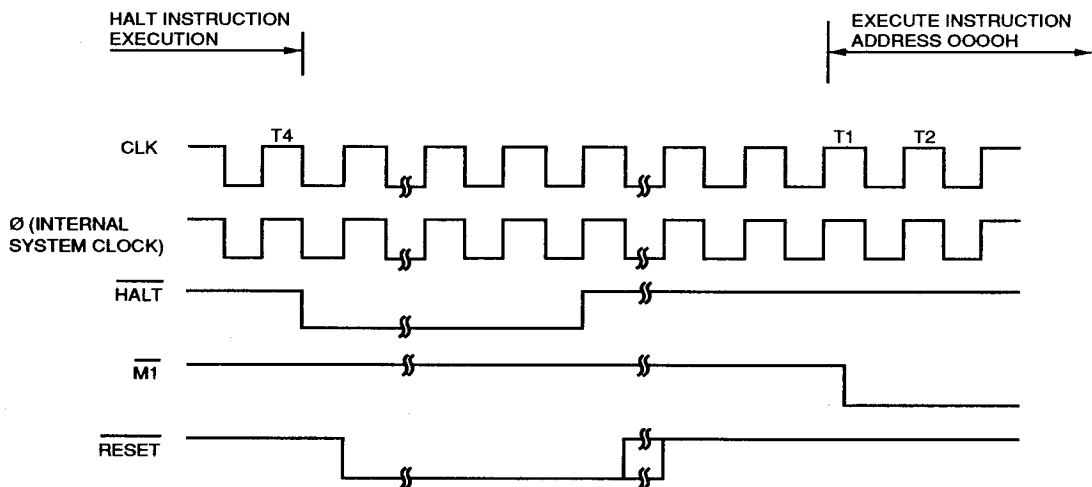 HALT INSTRUCTION
EXECUTION
EXECUTE INSTRUCTION
ADDRESS OOOOH
T4
T1
T2
CLK
Ø (INTERNAL
SYSTEM CLOCK)
HALT
M1
RESET